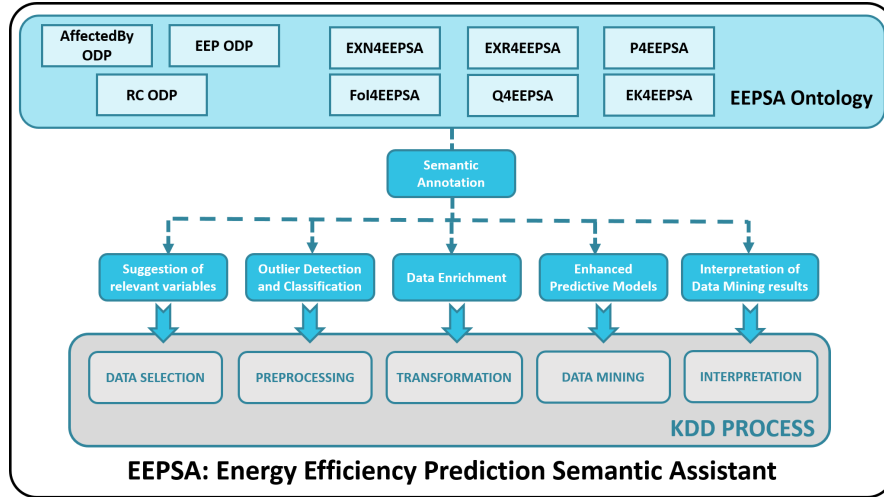 AffectedBy
ODP
EEP ODP
RC ODP
EXN4EEPSA
EXR4EEPSA
P4EEPSA
FoI4EEPSA
Q4EEPSA
EK4EEPSA
EEPSA Ontology
Semantic
Annotation
Suggestion of
relevant variables
Outlier Detection
and Classification
Data Enrichment
Enhanced
Predictive Models
Interpretation of
Data Mining results
DATA SELECTION
PREPROCESSING
TRANSFORMATION
DATA MINING
INTERPRETATION
KDD PROCESS
EEPSA: Energy Efficiency Prediction Semantic Assistant